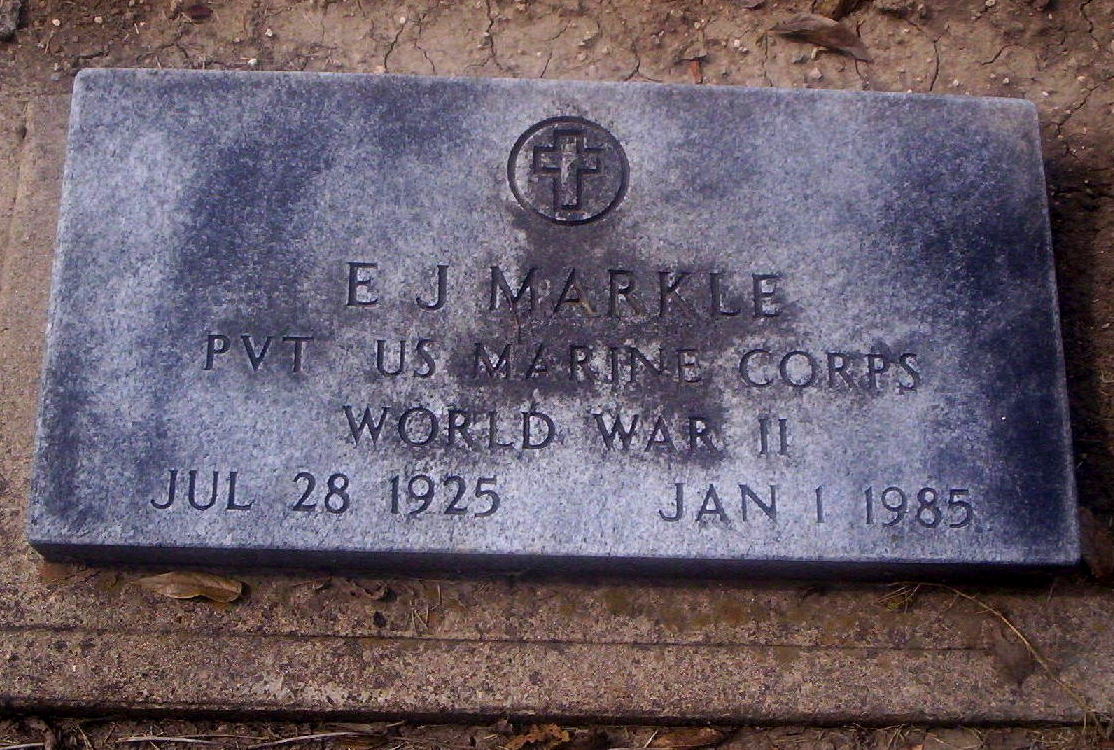 E J MARKLE
PVT US MARINE CORPS
WORLD WAR II
JUL 28 1925 JAN 1 1985